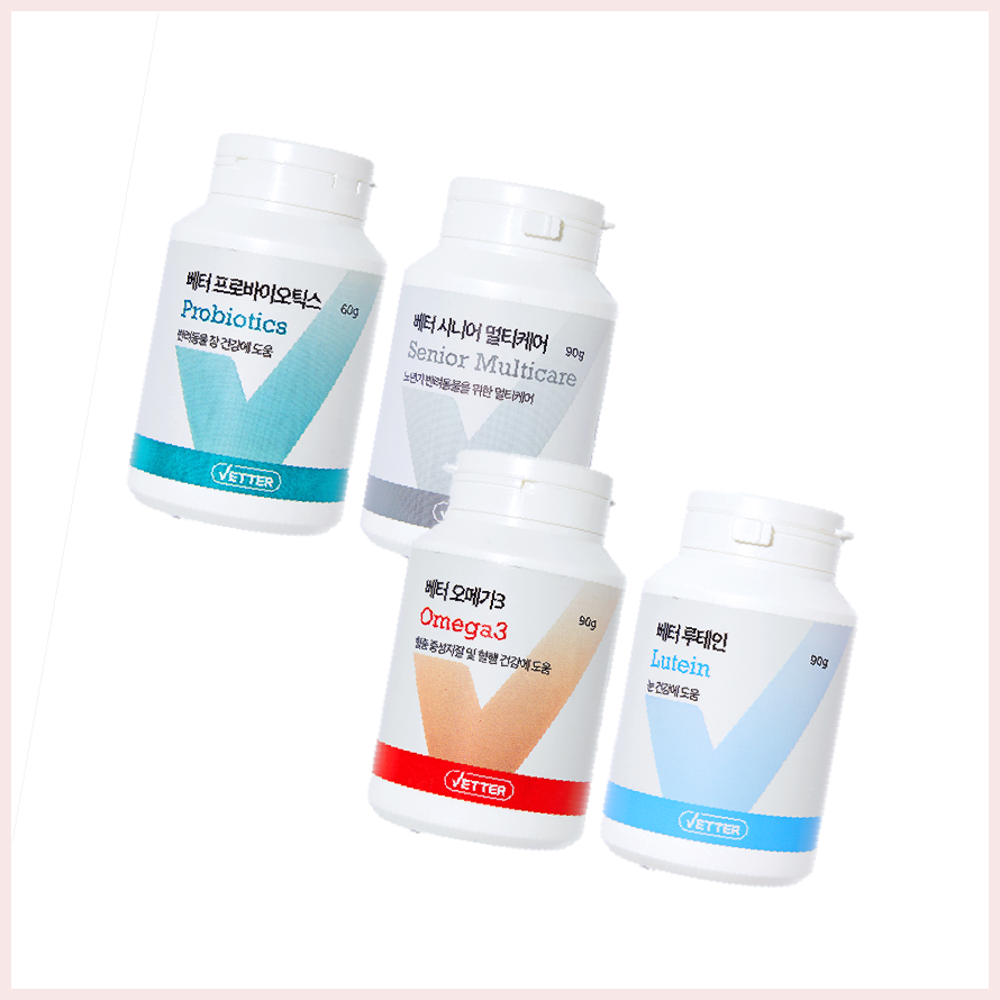 베터 프로바이오틱스
60g
Probiotics
반려동물 장 건강에 도움
VETTER
베터 시니어 멀티케어
90g
Senior Multicare
노년기 반려동물을 위한 멀티케어
베터 오메가3
90g
Omega3
혈중 중성지질 및 혈행 건강에 도움
VETTER
베터 루테인
90g
Lutein
눈 건강에 도움
VETTER